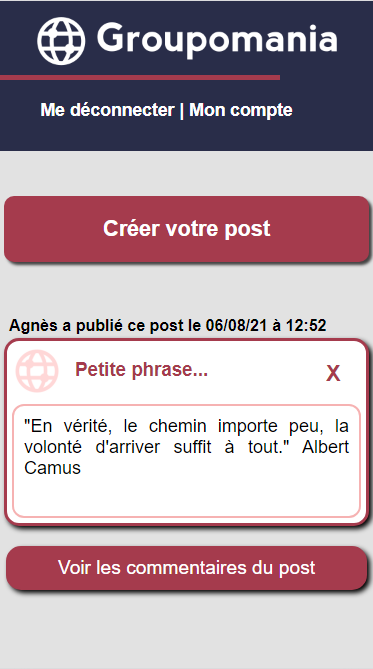 Groupomania
Me déconnecter | Mon compte
Créer votre post
Agnès a publié ce post le 06/08/21 à 12:52
Petite phrase...
X
"En vérité, le chemin importe peu, la
volonté d'arriver suffit à tout." Albert
Camus
Voir les commentaires du post